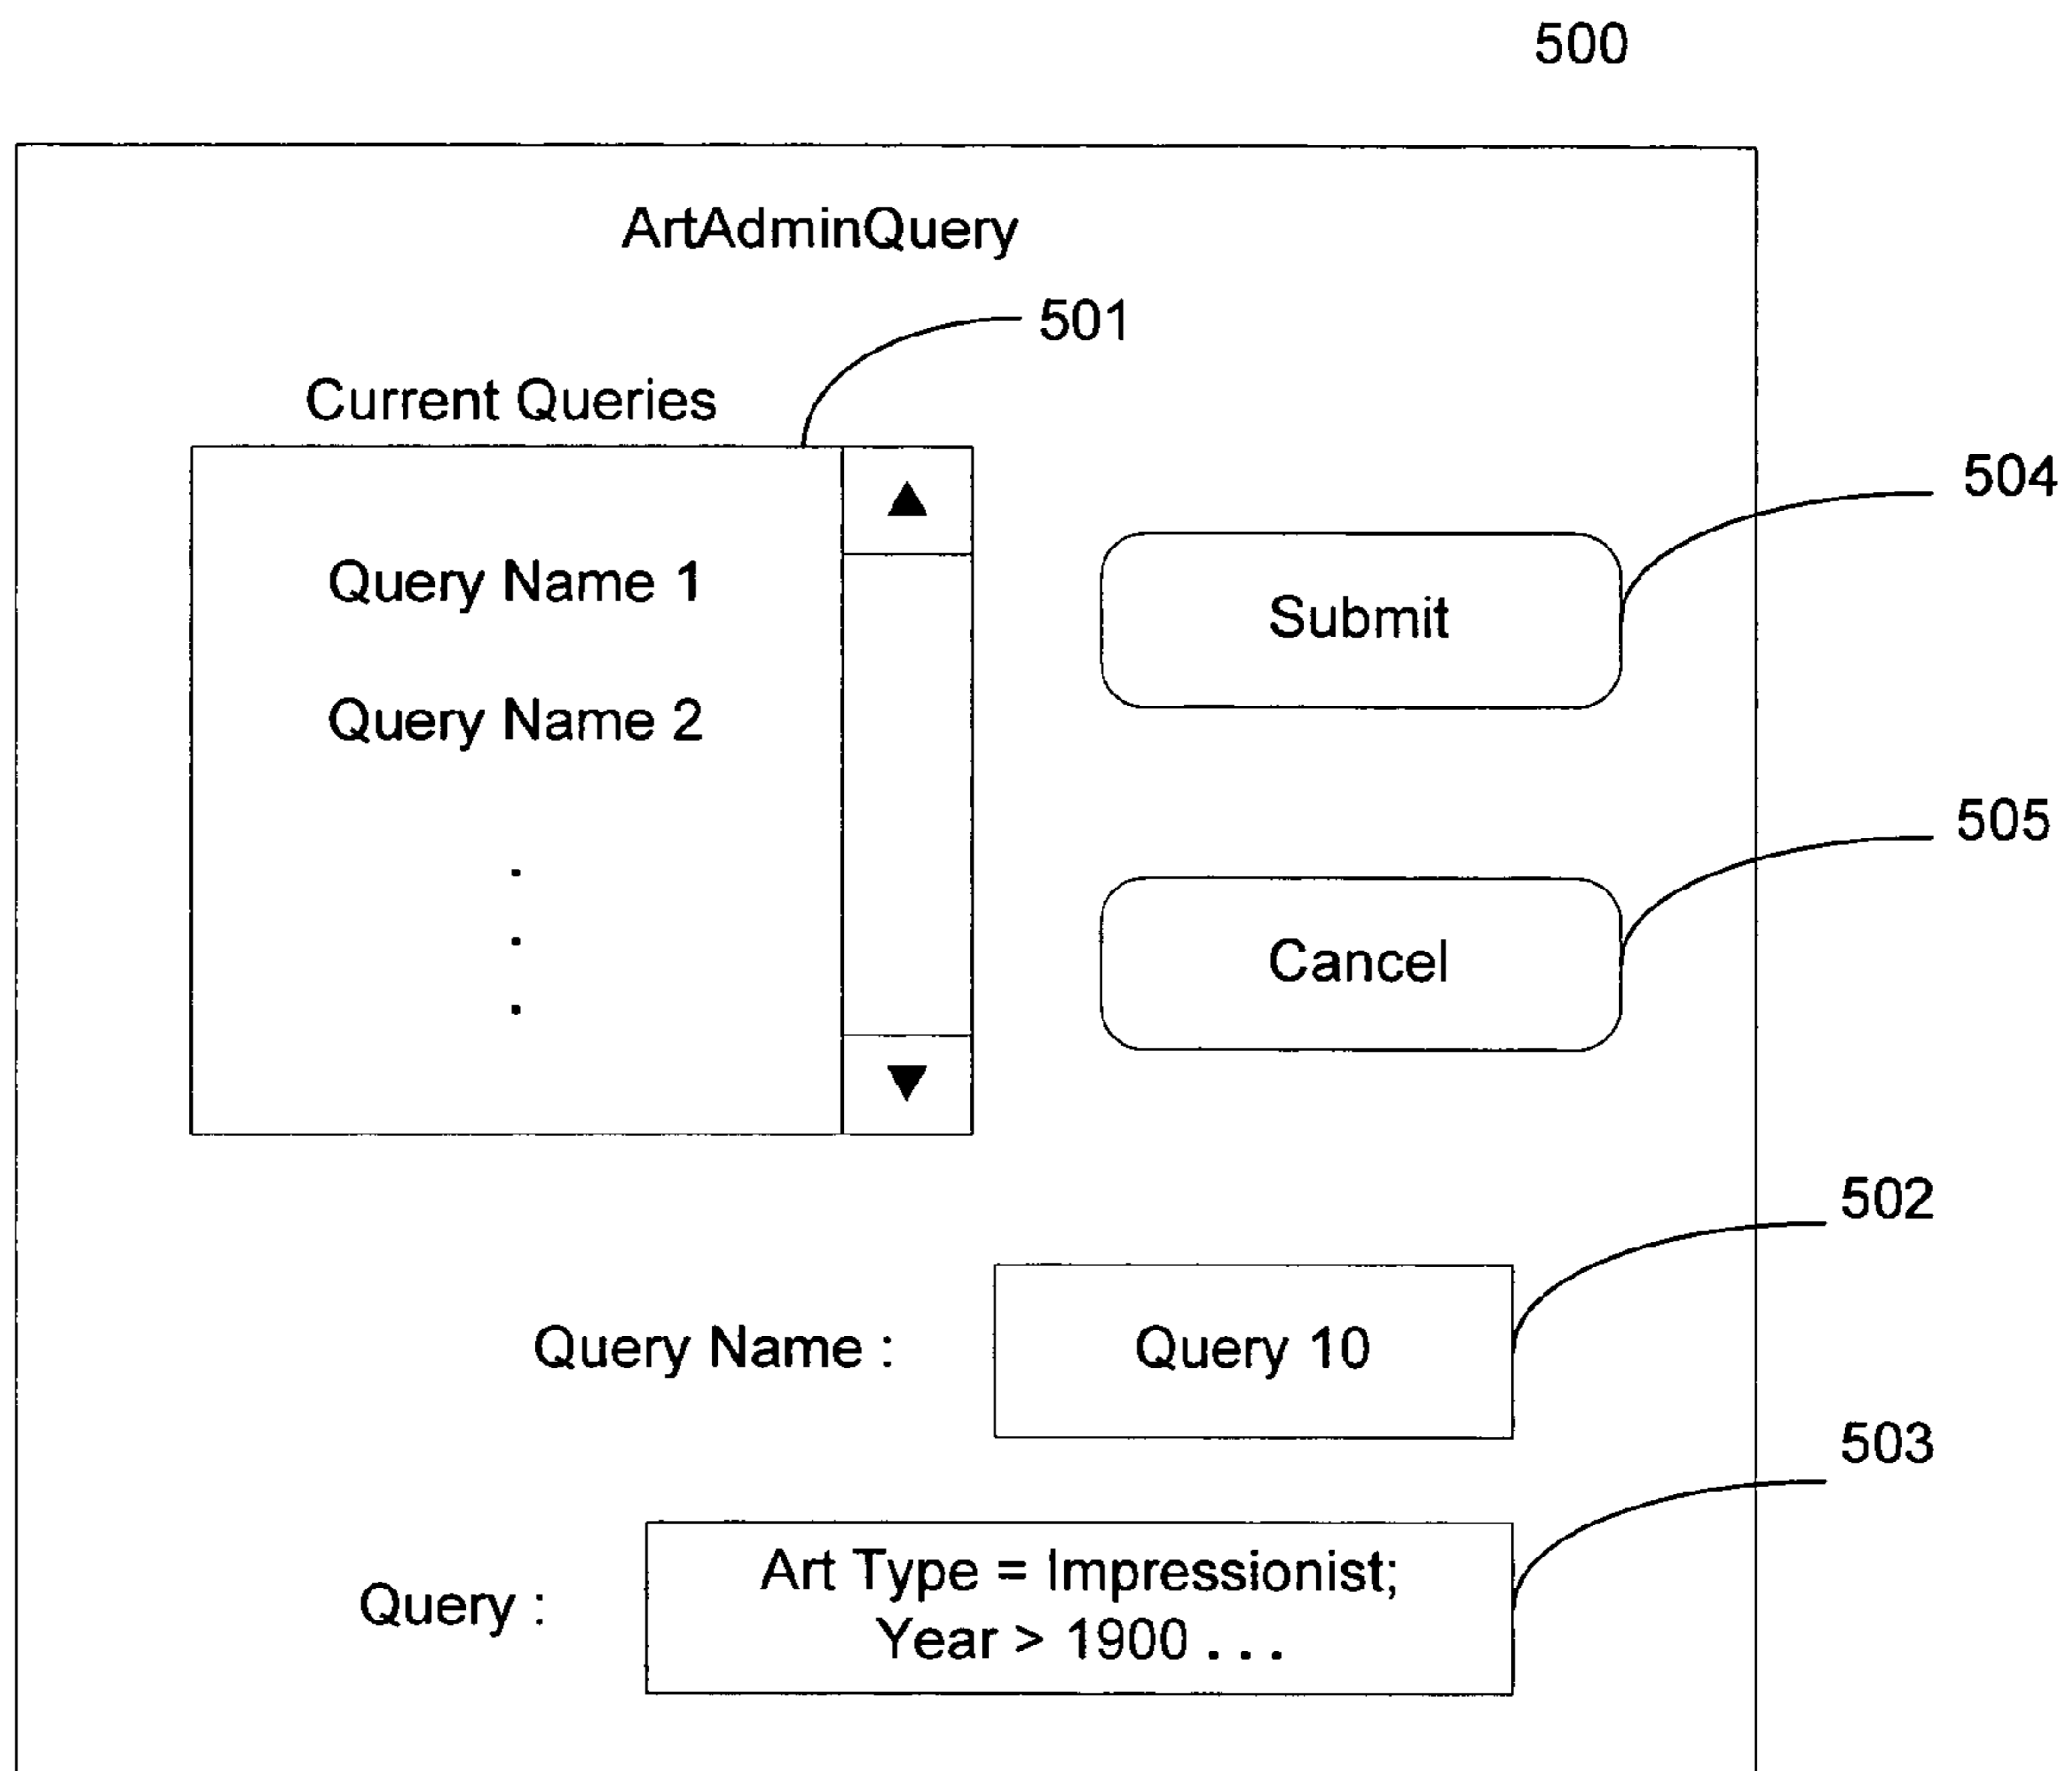 500
ArtAdminQuery
501
Current Queries
504
Query Name 1
Submit
Query Name 2
505
Cancel
502
Query Name :
Query 10
503
Query :
Art Type = Impressionist;
Year > 1900 . . .